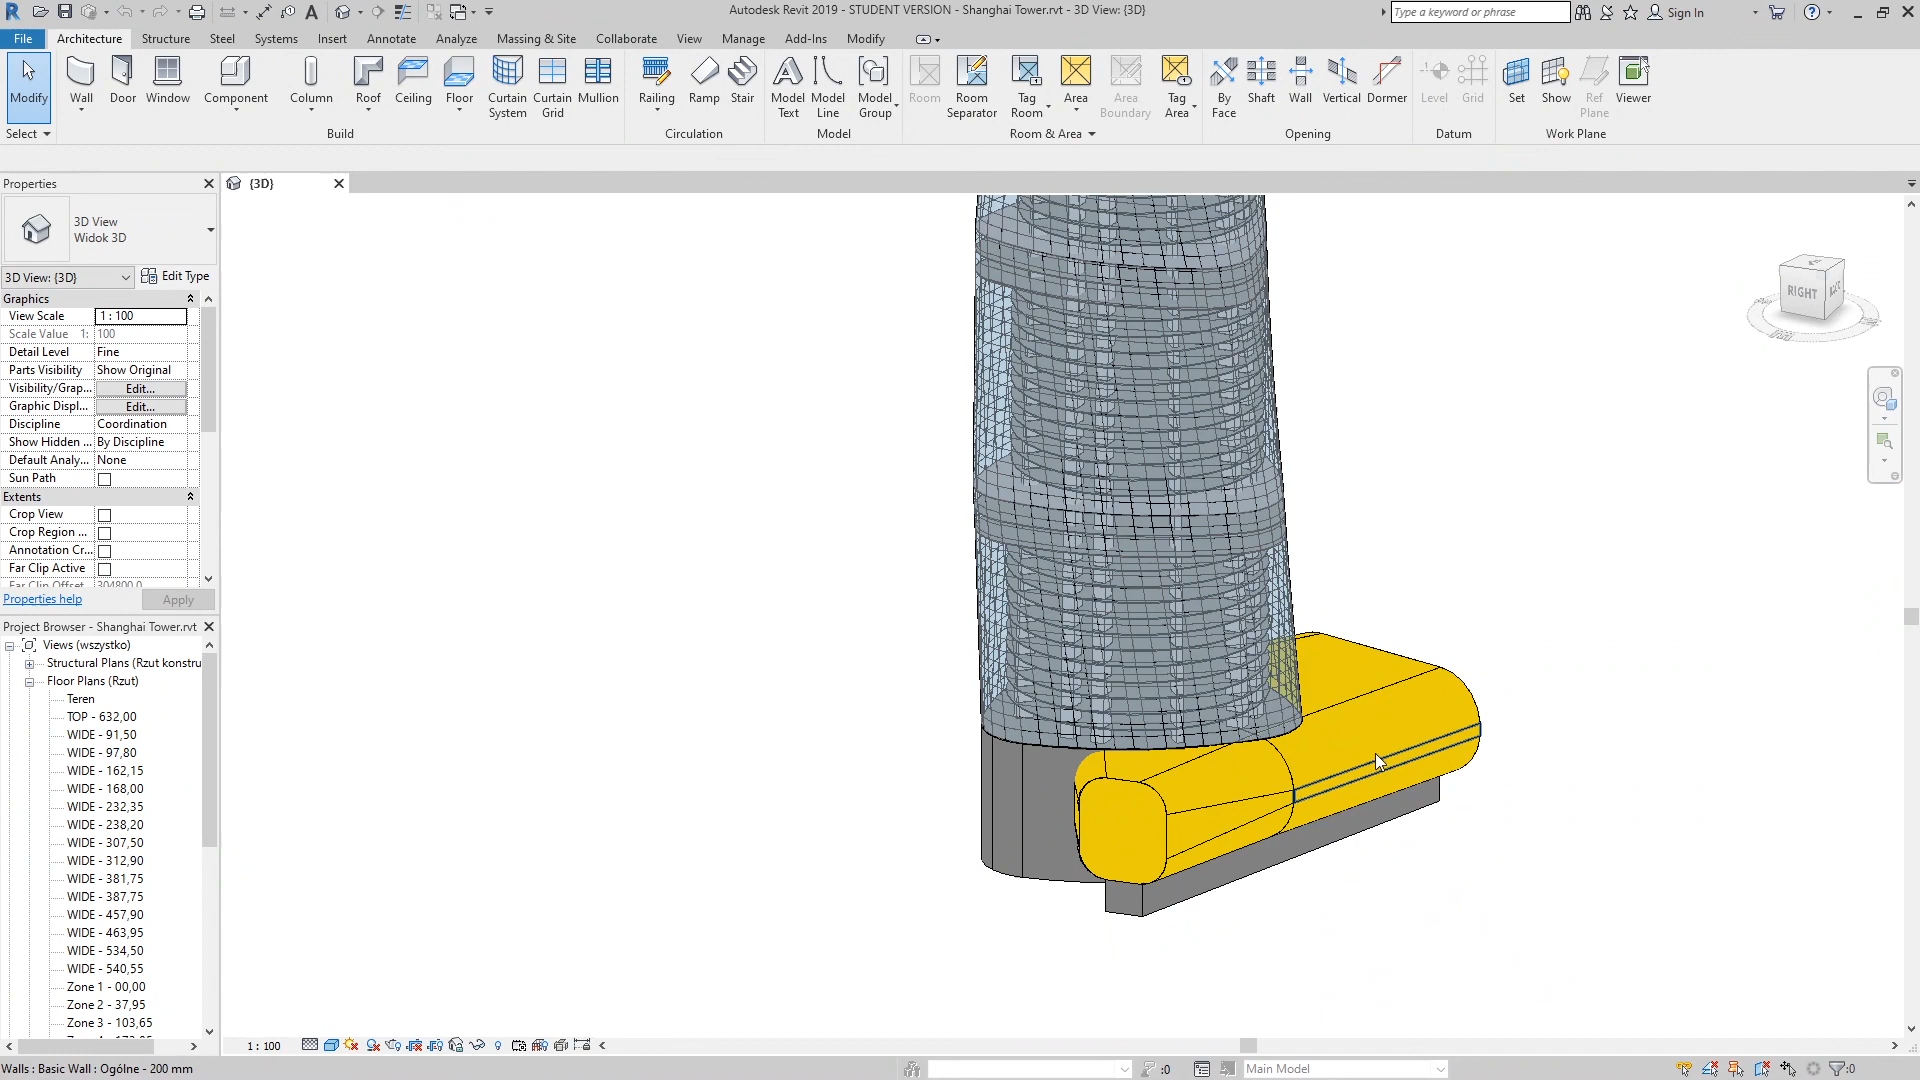 Autodesk Revit 2019 - STUDENT VERSION - Shanghai Tower.rvt - 3D View: {3D}
Type a keyword or phrase
Sign In
File Architecture Structure Steel Systems Insert Annotate Analyze Massing & Site Collaborate View Manage Add-Ins Modify
Modify
Wall
Door
Window
Component
Column
Roof
Ceiling
Floor
Curtain System
Curtain Grid
Mullion
Railing
Ramp
Stair
Model Text
Model Line
Model Group
Room
Room Separator
Tag Room
Area
Area Boundary
Tag Area
By Face
Shaft
Wall
Vertical
Dormer
Level
Grid
Set
Show
Ref Plane
Viewer
Select
Build
Circulation
Model
Room & Area
Opening
Datum
Work Plane
Properties
{3D}
3D View
Widok 3D
3D View: {3D}
Edit Type
Graphics
View Scale 1 : 100
Scale Value 1: 100
Detail Level Fine
Parts Visibility Show Original
Visibility/Grap... Edit...
Graphic Displ... Edit...
Discipline Coordination
Show Hidden ... By Discipline
Default Analy... None
Sun Path
Extents
Crop View
Crop Region ...
Annotation Cr...
Far Clip Active
Far Clip Offset 304800.0
Properties help
Apply
Project Browser - Shanghai Tower.rvt
Views (wszystko)
Structural Plans (Rzut konstru
Floor Plans (Rzut)
Teren
TOP - 632,00
WIDE - 91,50
WIDE - 97,80
WIDE - 162,15
WIDE - 168,00
WIDE - 232,35
WIDE - 238,20
WIDE - 307,50
WIDE - 312,90
WIDE - 381,75
WIDE - 387,75
WIDE - 457,90
WIDE - 463,95
WIDE - 534,50
WIDE - 540,55
Zone 1 - 00,00
Zone 2 - 37,95
Zone 3 - 103,65
RIGHT
1 : 100
Walls : Basic Wall : Ogólne - 200 mm
:0
Main Model
:0